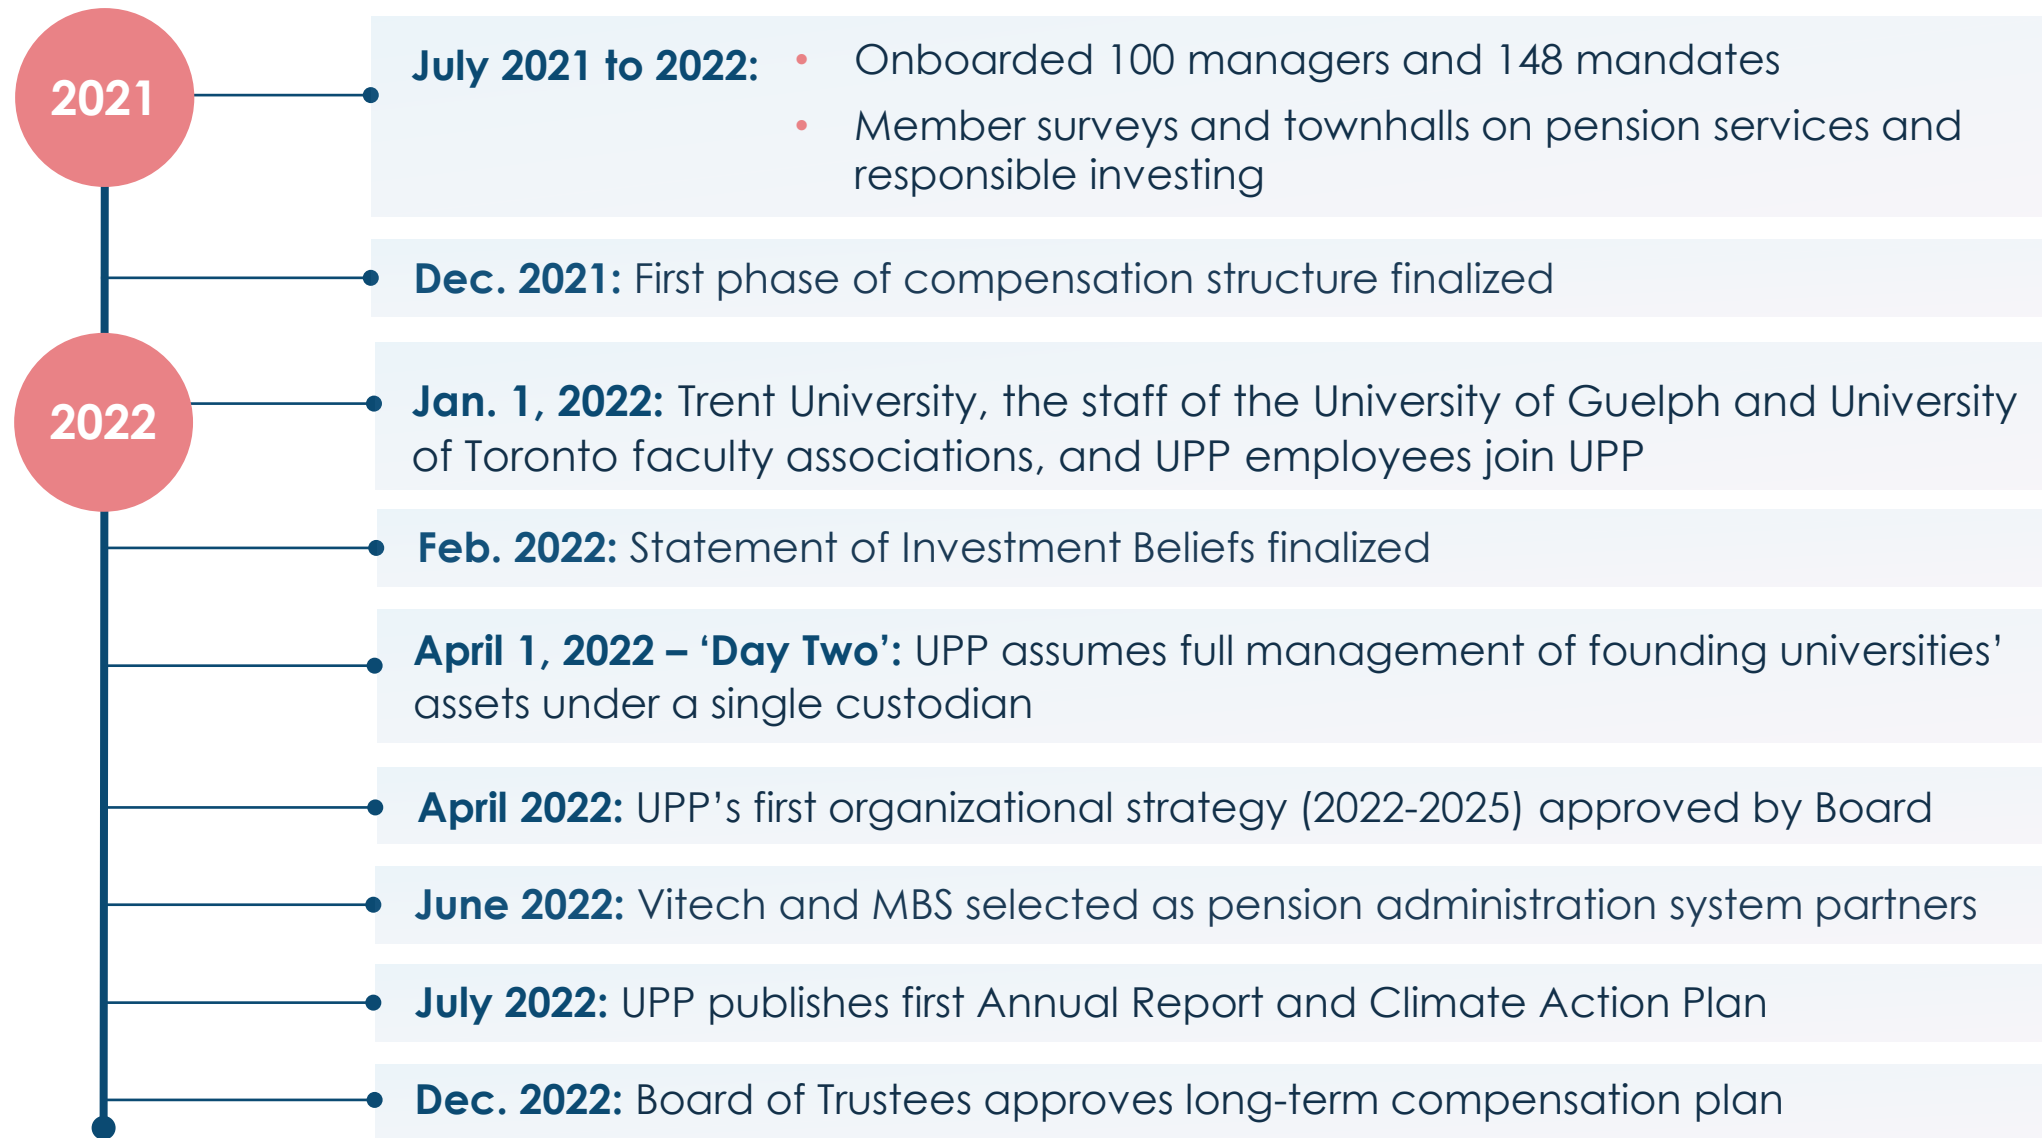 2021
July 2021 to 2022:
• Onboarded 100 managers and 148 mandates
• Member surveys and townhalls on pension services and
responsible investing
Dec. 2021: First phase of compensation structure finalized
2022
Jan. 1, 2022: Trent University, the staff of the University of Guelph and University
of Toronto faculty associations, and UPP employees join UPP
Feb. 2022: Statement of Investment Beliefs finalized
April 1, 2022 – ‘Day Two’: UPP assumes full management of founding universities’
assets under a single custodian
April 2022: UPP’s first organizational strategy (2022-2025) approved by Board
June 2022: Vitech and MBS selected as pension administration system partners
July 2022: UPP publishes first Annual Report and Climate Action Plan
Dec. 2022: Board of Trustees approves long-term compensation plan